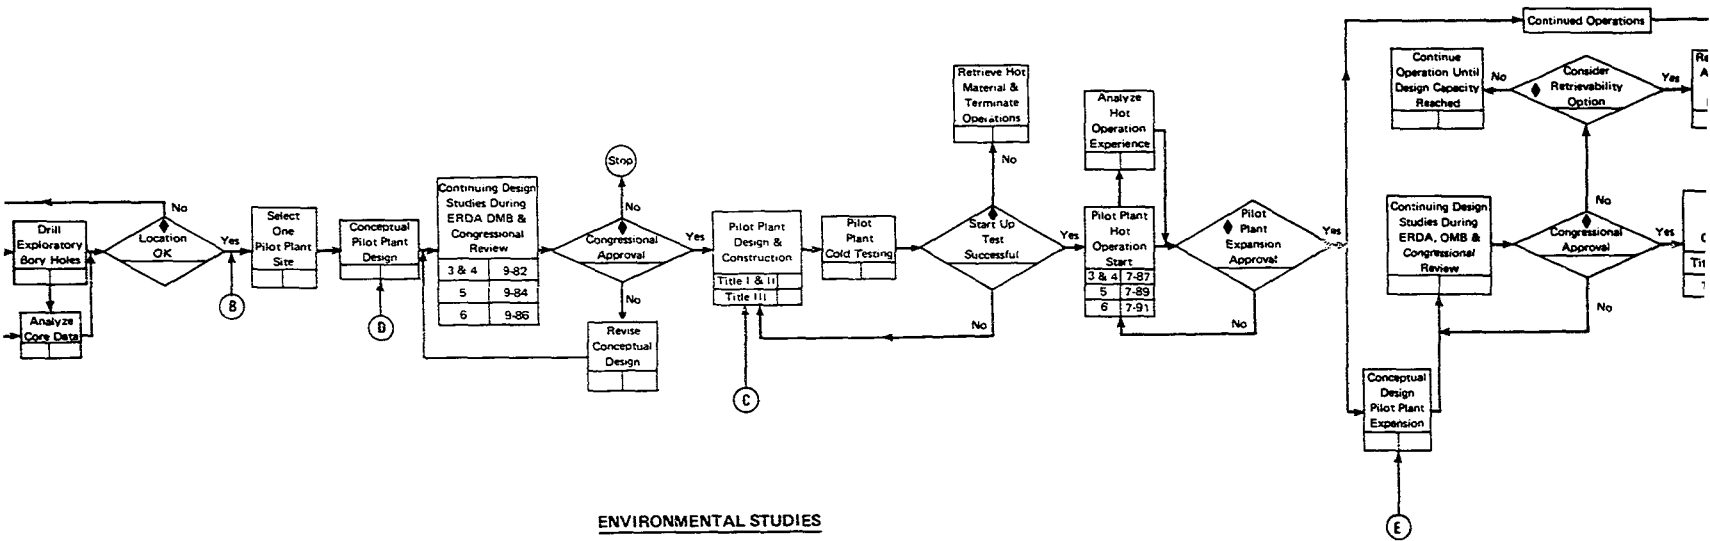 No
Drill
Exploratory
Bory Holes
Analyze
Core Data
Location
OK
Yes
B
Select
One
Pilot Plant
Site
Conceptual
Pilot Plant
Design
D
Continuing Design
Studies During
ERDA OMB &
Congressional
Review
3 & 4 9-82
5 9-84
6 9-86
Stop
No
Congressional
Approval
Yes
No
Revise
Conceptual
Design
Pilot Plant
Design &
Construction
Title I & II
Title III
C
Pilot
Plant
Cold Testing
Retrieve Hot
Material &
Terminate
Operations
No
Start Up
Test
Successful
Yes
No
Analyze
Hot
Operation
Experience
Pilot Plant
Hot
Operation
Start
3 & 4 7-87
5 7-89
6 7-91
Pilot
Plant
Expansion
Approval
Yes
No
Continued Operations
Continue
Operation Until
Design Capacity
Reached
No
Consider
Retrievability
Option
Yes
Re
A
Continuing Design
Studies During
ERDA, OMB &
Congressional
Review
No
Congressional
Approval
Yes
No
C
Tit
T
Conceptual
Design
Pilot Plant
Expansion
E
ENVIRONMENTAL STUDIES